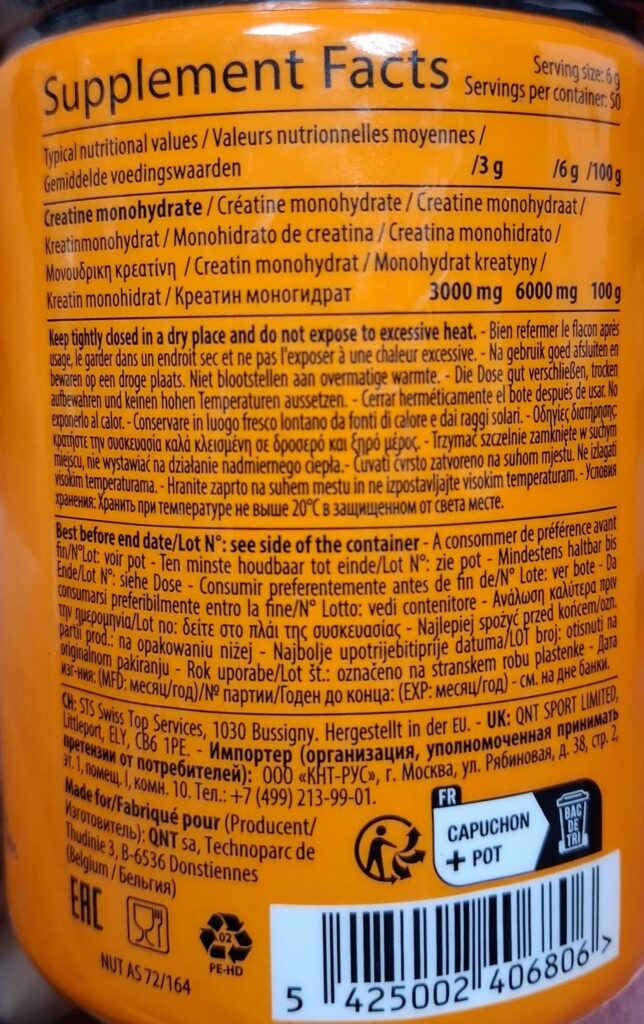 Supplement Facts
Serving size: 6 g
Servings per container: 50
Typical nutritional values / Valeurs nutritionnelles moyennes /
Gemiddelde voedingswaarden /3 g /6 g /100 g
Creatine monohydrate / Créatine monohydrate / Creatine monohydraat /
Kreatinmonohydrat / Monohidrato de creatina / Creatina monohidrato /
Μονουδρικη κρεατίνη / Creatin monohydrat / Monohydrat kreatyny /
Kreatin monohidrat / Креатин моногидрат 3000 mg 6000 mg 100 g
Keep tightly closed in a dry place and do not expose to excessive heat. - Bien refermer le flacon après
usage, le garder dans un endroit sec et ne pas l'exposer à une chaleur excessive. - Na gebruik goed afsluiten en
bewaren op een droge plaats. Niet blootstellen aan overmatige warmte. - Die Dose gut verschließen, trocken
aufbewahren und keinen hohen Temperaturen aussetzen. - Cerrar herméticamente el bote después de usar. No
exponerlo al calor. - Conservare in luogo fresco lontano da fonti di calore e dai raggi solari. - Οδηγίες διατήρησης:
κρατήστε την συσκευασία καλά κλεισμένη σε δροσερό και ξηρό μέρος. - Trzymać szczelnie zamknięte w suchym
miejscu, nie wystawiać na działanie nadmiernego ciepła.- Čuvati čvrsto zatvoreno na suhom mjestu. Ne izlagati
visokim temperaturama. - Hranite zaprto na suhem mestu in ne izpostavljajte visokim temperaturam. - Условия
хранения: Хранить при температуре не выше 20°C в защищенном от света месте.
Best before end date/Lot N°: see side of the container - A consommer de préférence avant
fin/N°Lot: voir pot - Ten minste houdbaar tot einde/Lot N°: zie pot - Mindestens haltbar bis
Ende/Lot N°: siehe Dose - Consumir preferentemente antes de fin de/N° Lote: ver bote - Da
consumarsi preferibilmente entro la fine/N° Lotto: vedi contenitore - Ανάλωση καλύτερα πριν
την ημερομηνία/Lot no: δείτε στο πλάι της συσκευασίας - Najlepiej spożyć przed końcem/ozn.
partii prod.: na opakowaniu niżej - Najbolje upotrijebitiprije datuma/LOT broj: otisnuti na
originalnom pakiranju - Rok uporabe/Lot št.: označeno na stranskem robu plastenke - Дата
изг-ния: (MFD: месяц/год)/№ партии/Годен до конца: (EXP: месяц/год) - см. на дне банки.
CH: STS Swiss Top Services, 1030 Bussigny. Hergestellt in der EU. - UK: QNT SPORT LIMITED,
Littleport, ELY, CB6 1PE. - Импортер (организация, уполномоченная принимать
претензии от потребителей): ООО «КНТ-РУС», г. Москва, ул. Рябиновая, д. 38, стр. 2,
эт. 1, помещ. I, комн. 10. Тел.: +7 (499) 213-99-01.
Made for/Fabriqué pour (Producent/
Изготовитель): QNT sa, Technoparc de
Thudinie 3, B-6536 Donstiennes
(Belgium / Бельгия)
FR
CAPUCHON
+ POT
BAC
DE
TRI
EAC
02
PE-HD
NUT AS 72/164
5 425002 406806 >